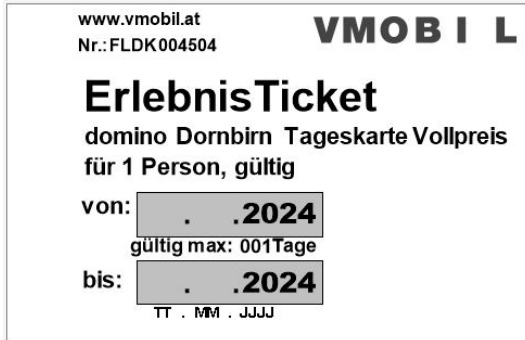 www.vmobil.at
VMOBIL
Nr.:FLDK004504
ErlebnisTicket
domino Dornbirn Tageskarte Vollpreis
für 1 Person, gültig
von: . .2024
gültig max: 001Tage
bis: . .2024
TT . MM . JJJJ